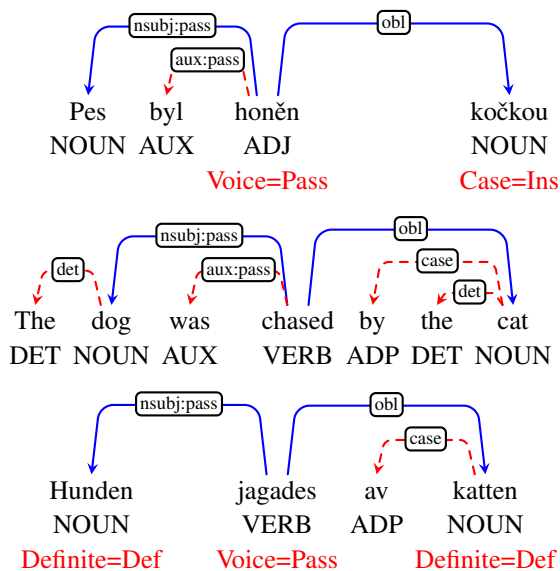 nsubj:pass obl
aux:pass
Pes byl honěn kočkou
NOUN AUX ADJ NOUN
Voice=Pass Case=Ins
nsubj:pass obl
det aux:pass case
det
The dog was chased by the cat
DET NOUN AUX VERB ADP DET NOUN
nsubj:pass obl
case
Hunden jagades av katten
NOUN VERB ADP NOUN
Definite=Def Voice=Pass Definite=Def